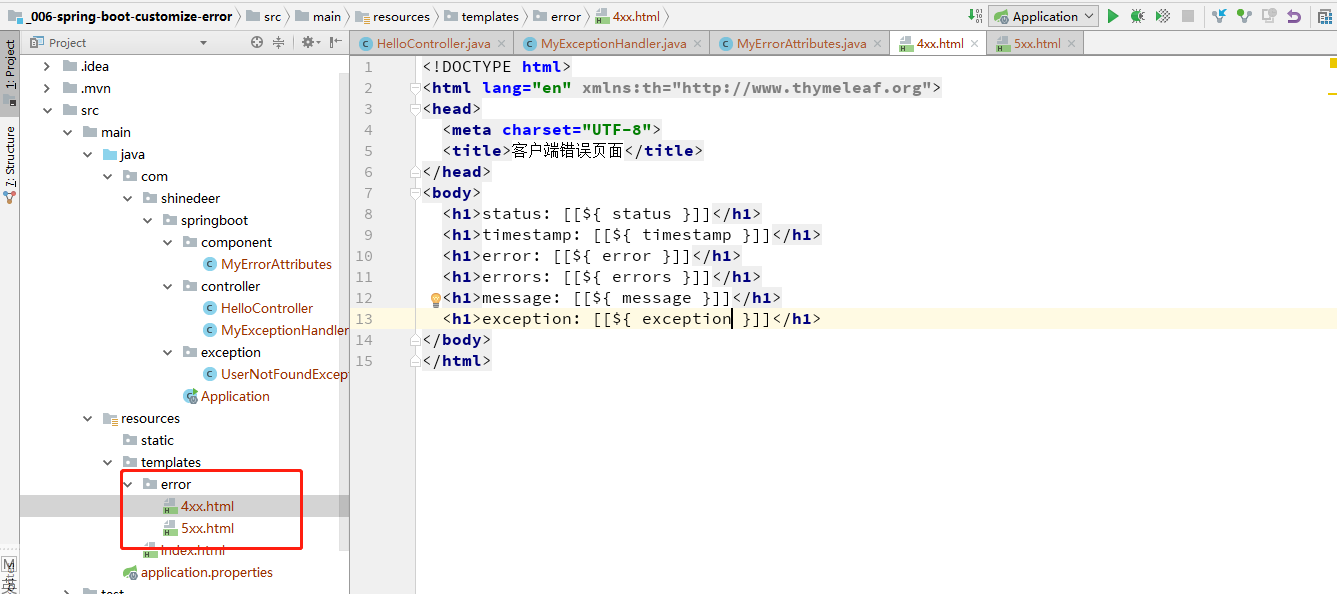 _006-spring-boot-customize-error src main resources templates error 4xx.html Application
1: Project
7: Structure
Project
HelloController.java MyExceptionHandler.java MyErrorAttributes.java 4xx.html 5xx.html
.idea
.mvn
src
main
java
com
shinedeer
springboot
component
MyErrorAttributes
controller
HelloController
MyExceptionHandler
exception
UserNotFoundExcept
Application
resources
static
templates
error
4xx.html
5xx.html
index.html
application.properties
test
1 <!DOCTYPE html>
2 <html lang="en" xmlns:th="http://www.thymeleaf.org">
3 <head>
4 <meta charset="UTF-8">
5 <title>客户端错误页面</title>
6 </head>
7 <body>
8 <h1>status: [[${ status }]]</h1>
9 <h1>timestamp: [[${ timestamp }]]</h1>
10 <h1>error: [[${ error }]]</h1>
11 <h1>errors: [[${ errors }]]</h1>
12 <h1>message: [[${ message }]]</h1>
13 <h1>exception: [[${ exception }]]</h1>
14 </body>
15 </html>